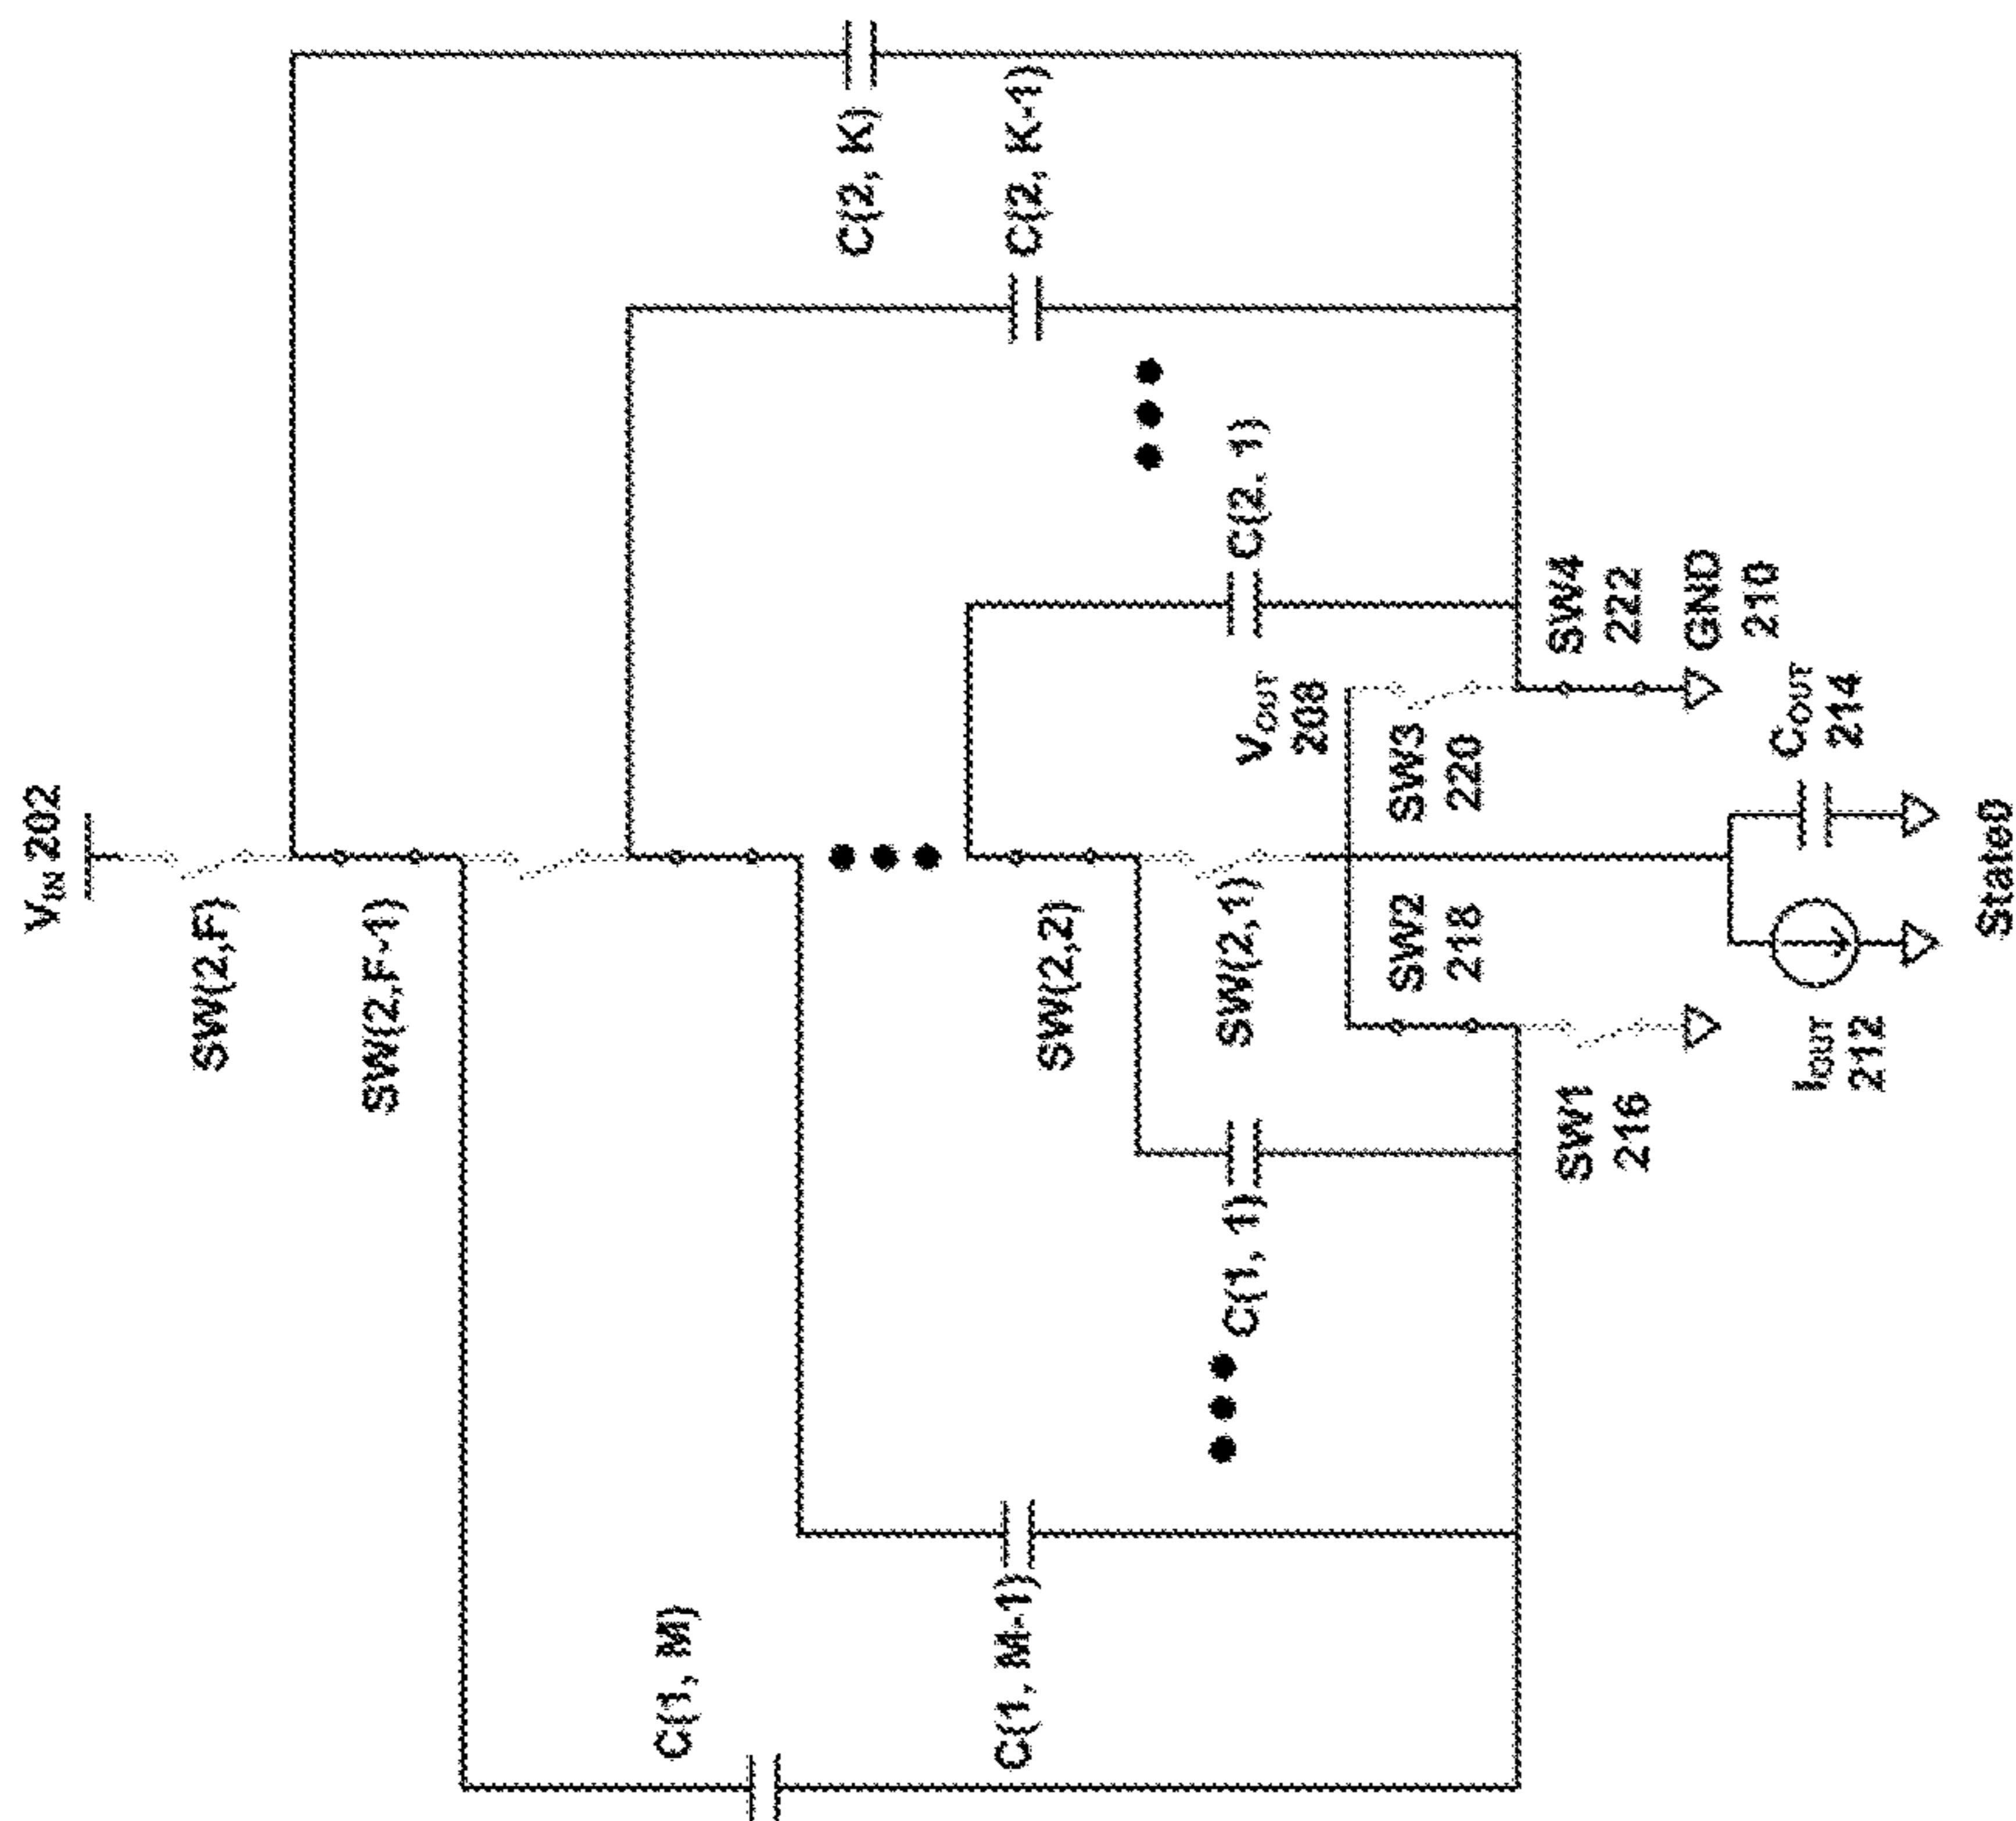 V_IN 202
SW(2,F)
SW(2,F-1)
SW(2,2)
SW(2,1)
C(2, K)
C(2, K-1)
C(2, 1)
C(1, M)
C(1, M-1)
C(1, 1)
V_OUT
208
SW2
218
SW3
220
SW1
216
SW4
222
GND
210
I_OUT
212
C_OUT
214
State0